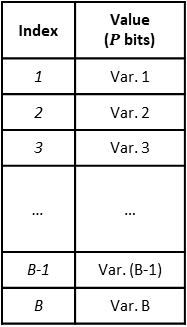 Index Value
(P bits)
1 Var. 1
2 Var. 2
3 Var. 3
... ...
B-1 Var. (B-1)
B Var. B